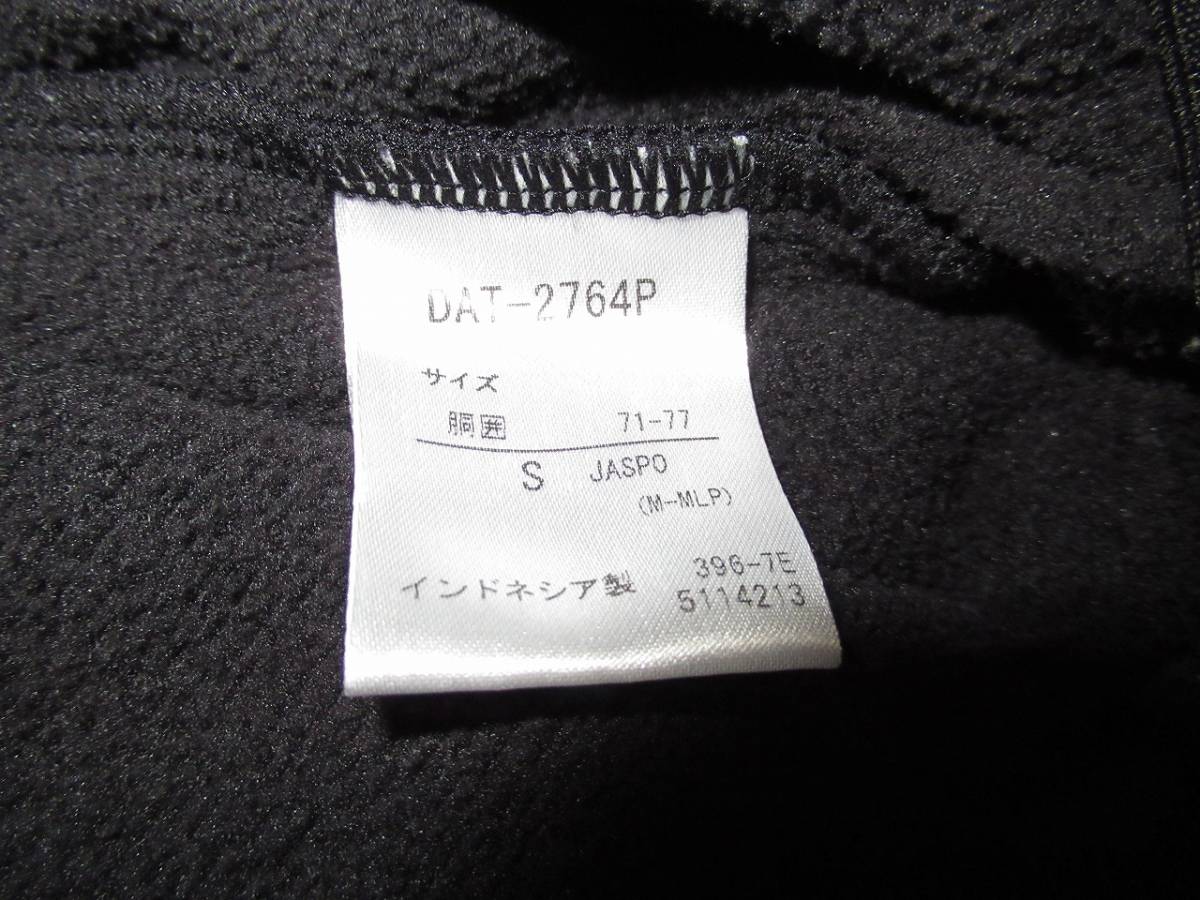 DAT-2764P
サイズ
胴囲 71-77
S JASPO
(M-MLP)
インドネシア製 396-7E
5114213